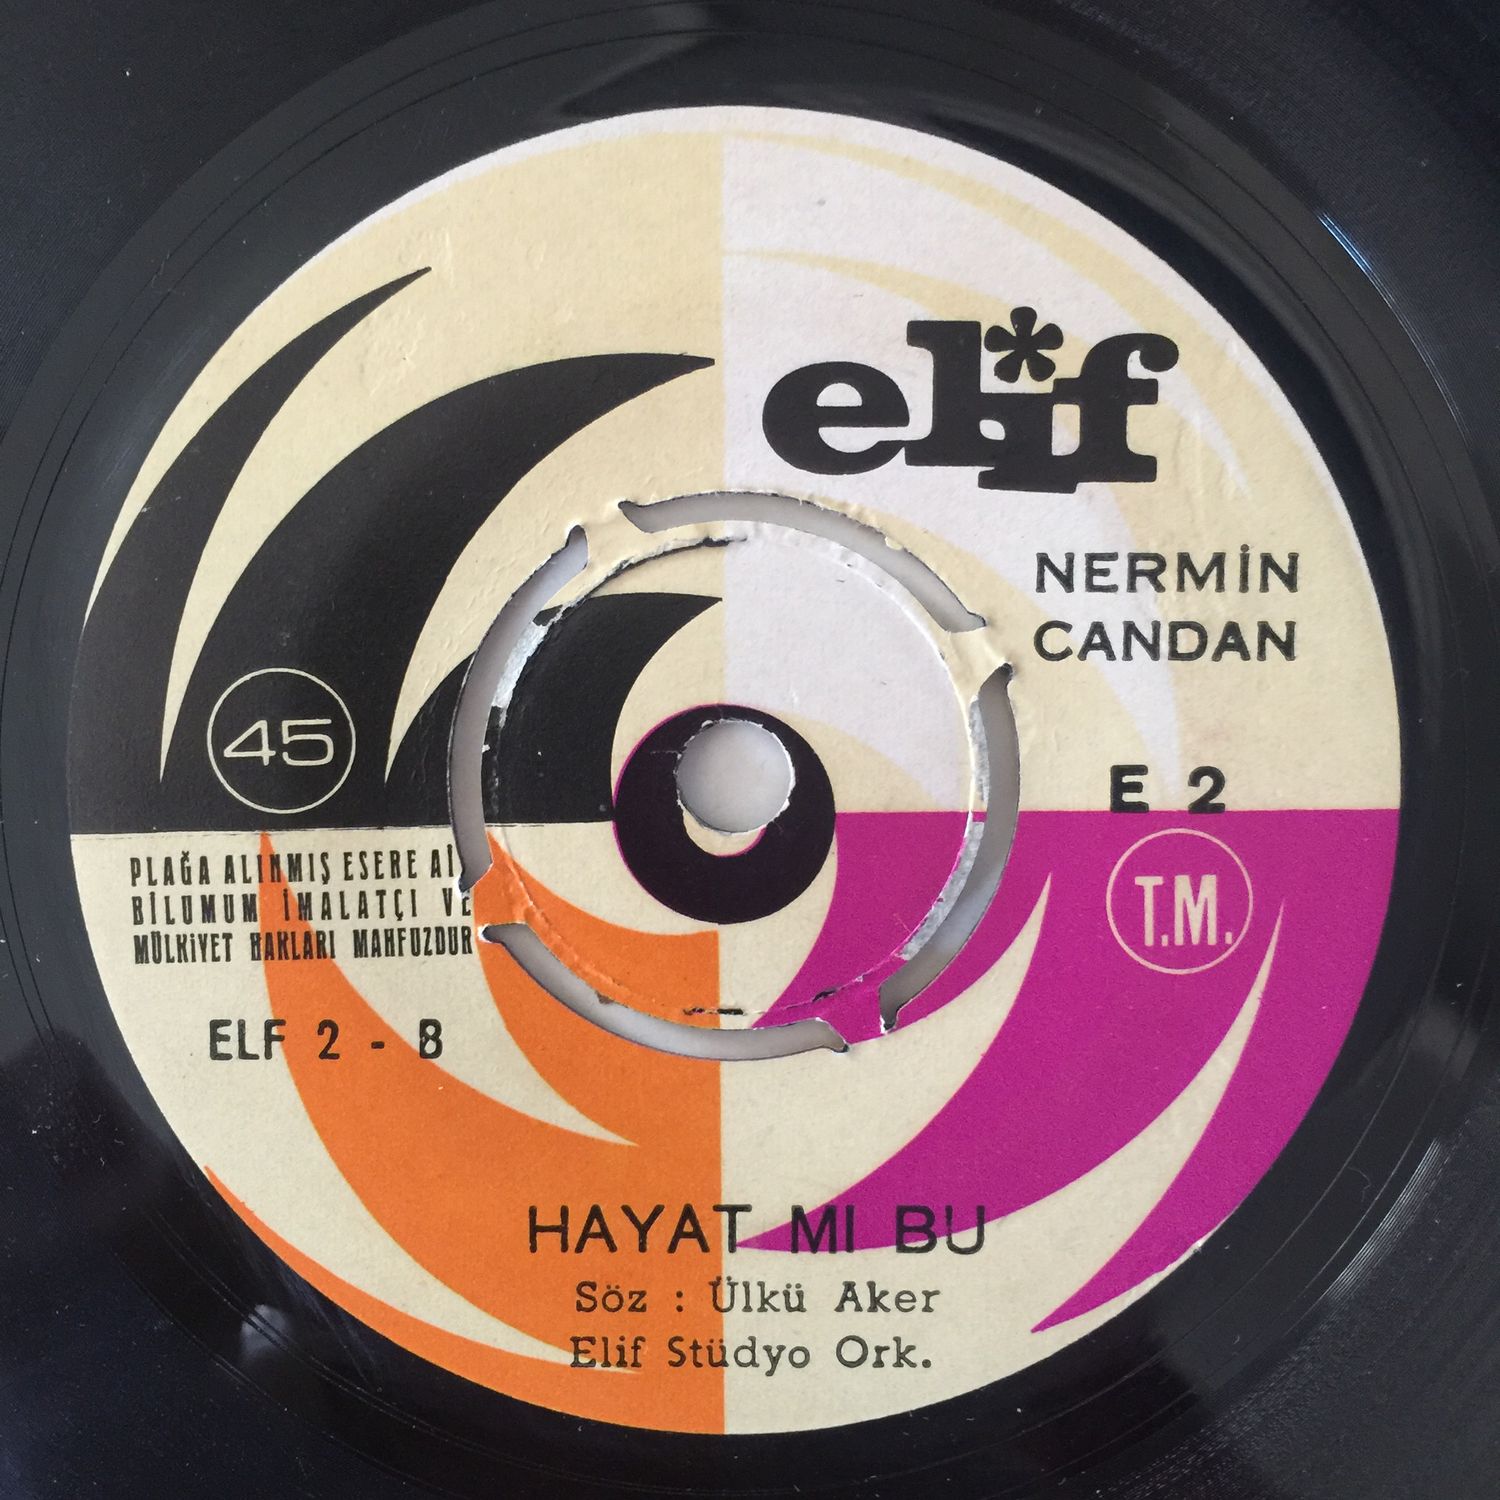 elif
NERMİN
CANDAN
45
E 2
T.M.
PLAĞA ALINMIŞ ESERE Aİ
BİLUMUM İMALATÇI VE
MÜLKİYET HAKLARI MAHFUZDUR
ELF 2 - B
HAYAT MI BU
Söz : Ülkü Aker
Elif Stüdyo Ork.